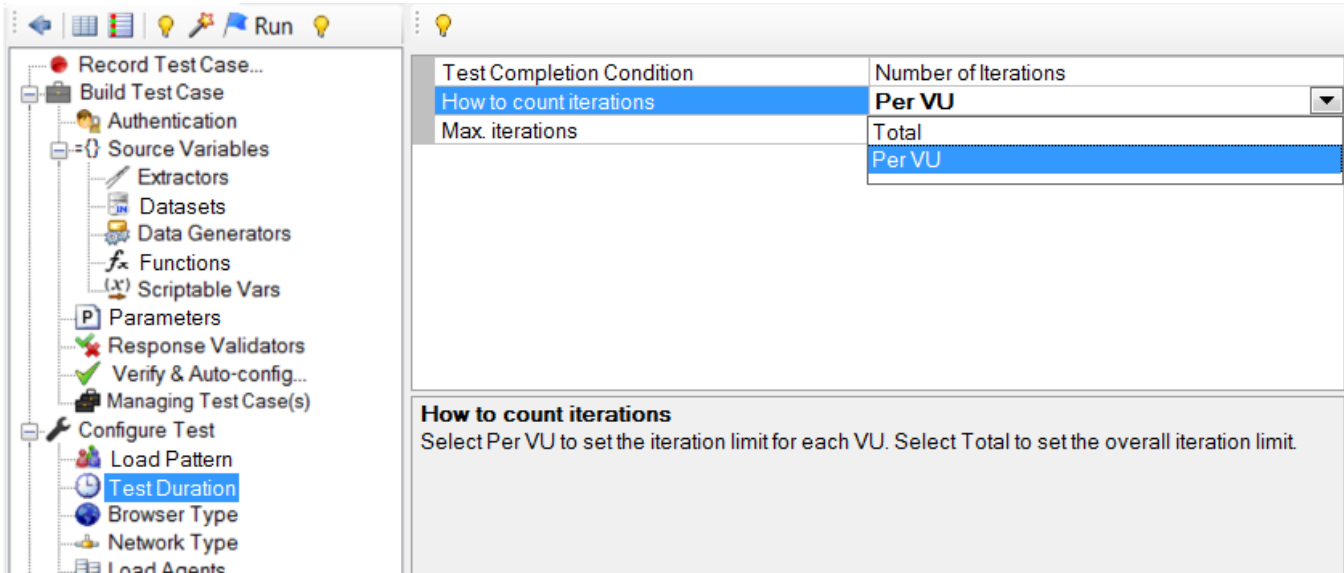 Run
Record Test Case...
Build Test Case
Authentication
={} Source Variables
Extractors
IN Datasets
Data Generators
fx Functions
(x) Scriptable Vars
P Parameters
Response Validators
Verify & Auto-config...
Managing Test Case(s)
Configure Test
Load Pattern
Test Duration
Browser Type
Network Type
Load Agents
Test Completion Condition Number of Iterations
How to count iterations Per VU
Max. iterations
Total
Per VU
How to count iterations
Select Per VU to set the iteration limit for each VU. Select Total to set the overall iteration limit.